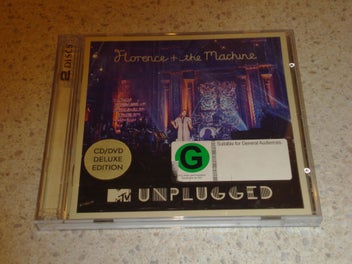 2 DISCS
Florence + the Machine
CD/DVD
DELUXE
EDITION
G
Suitable for General Audiences
MTV UNPLUGGED